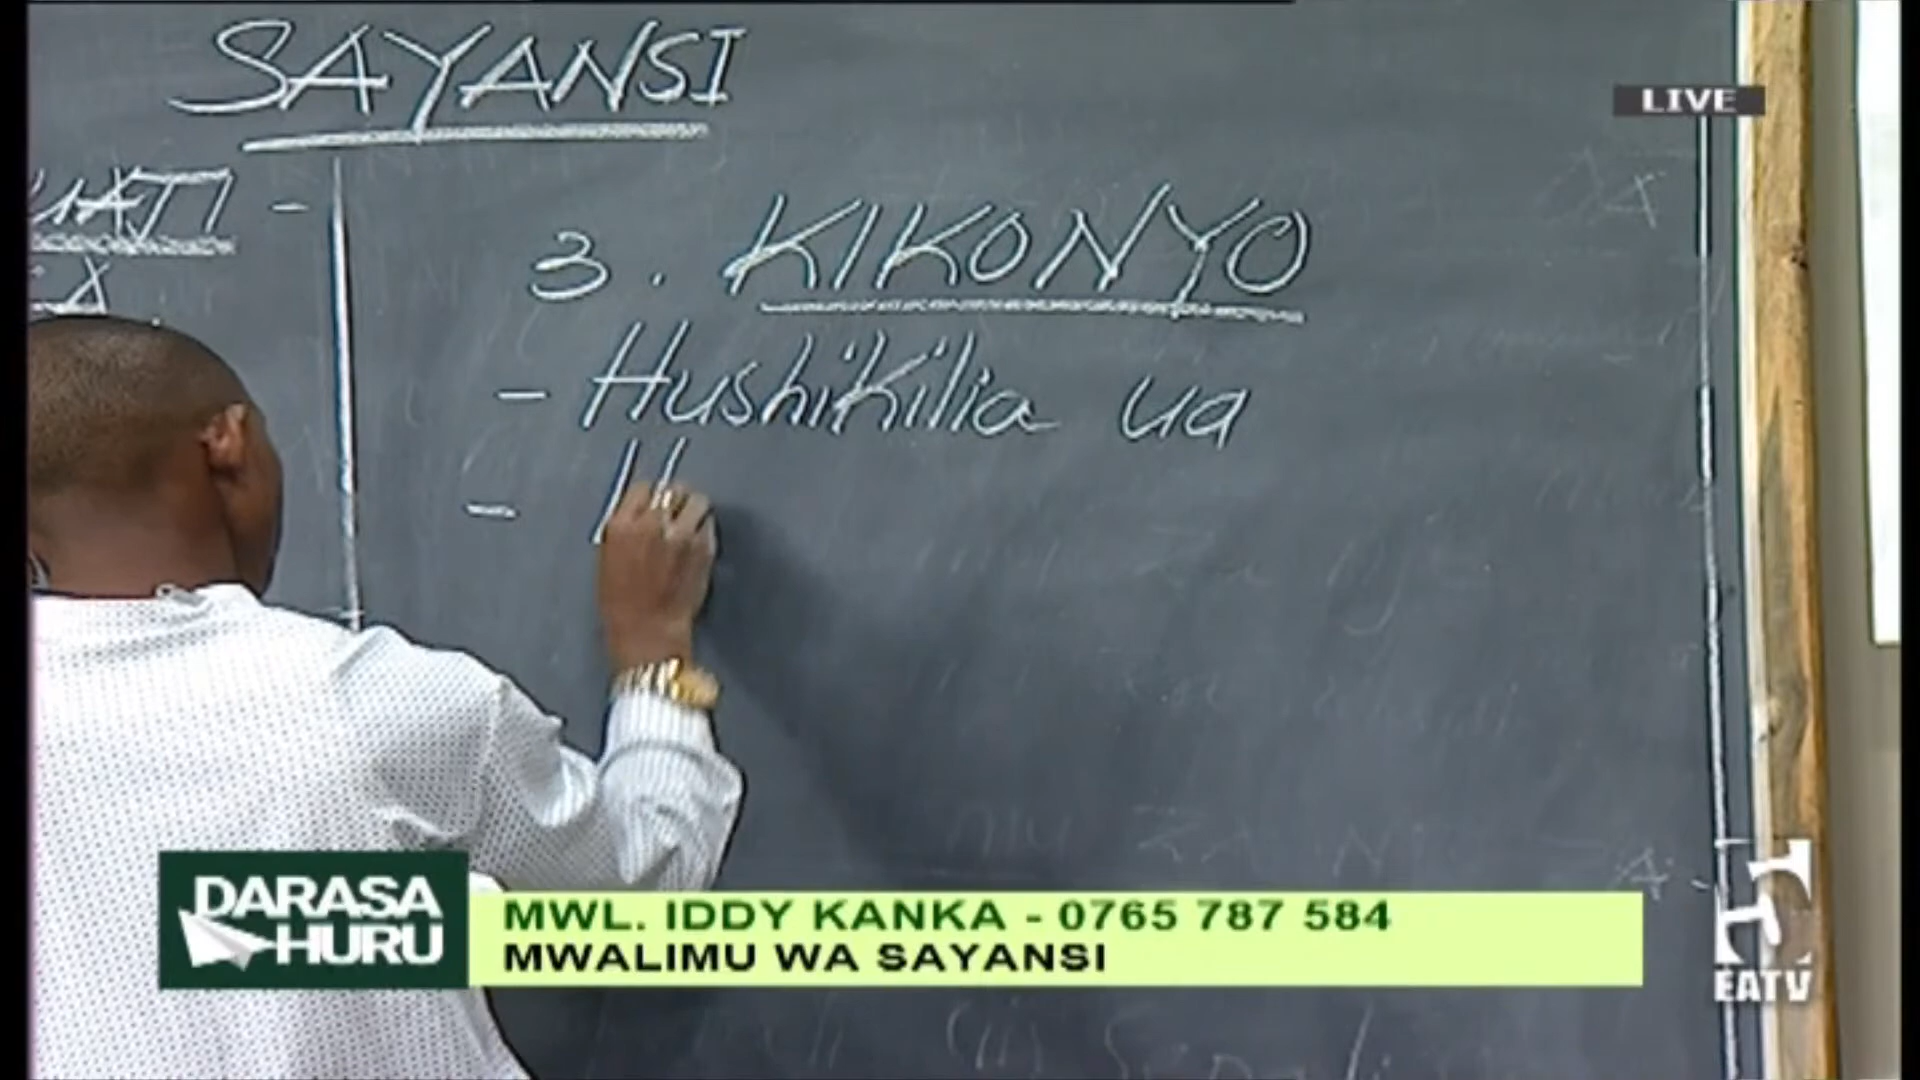 SAYANSI
LIVE
3. KIKONYO
- Hushikilia ua
- H
DARASA HURU
MWL. IDDY KANKA - 0765 787 584
MWALIMU WA SAYANSI
EATV